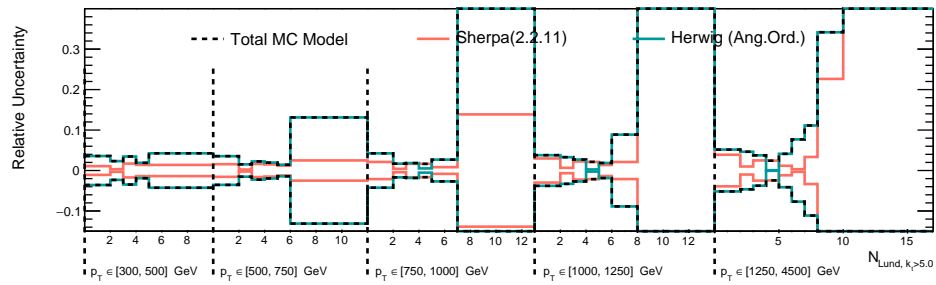 Relative Uncertainty
Total MC Model
Sherpa(2.2.11)
Herwig (Ang.Ord.)
0.3
0.2
0.1
0
−0.1
2 4 6 8 2 4 6 8 10 2 4 6 8 10 12 2 4 6 8 10 12 5 10 15
p_T ∈ [300, 500] GeV
p_T ∈ [500, 750] GeV
p_T ∈ [750, 1000] GeV
p_T ∈ [1000, 1250] GeV
p_T ∈ [1250, 4500] GeV
N_Lund, k_t>5.0